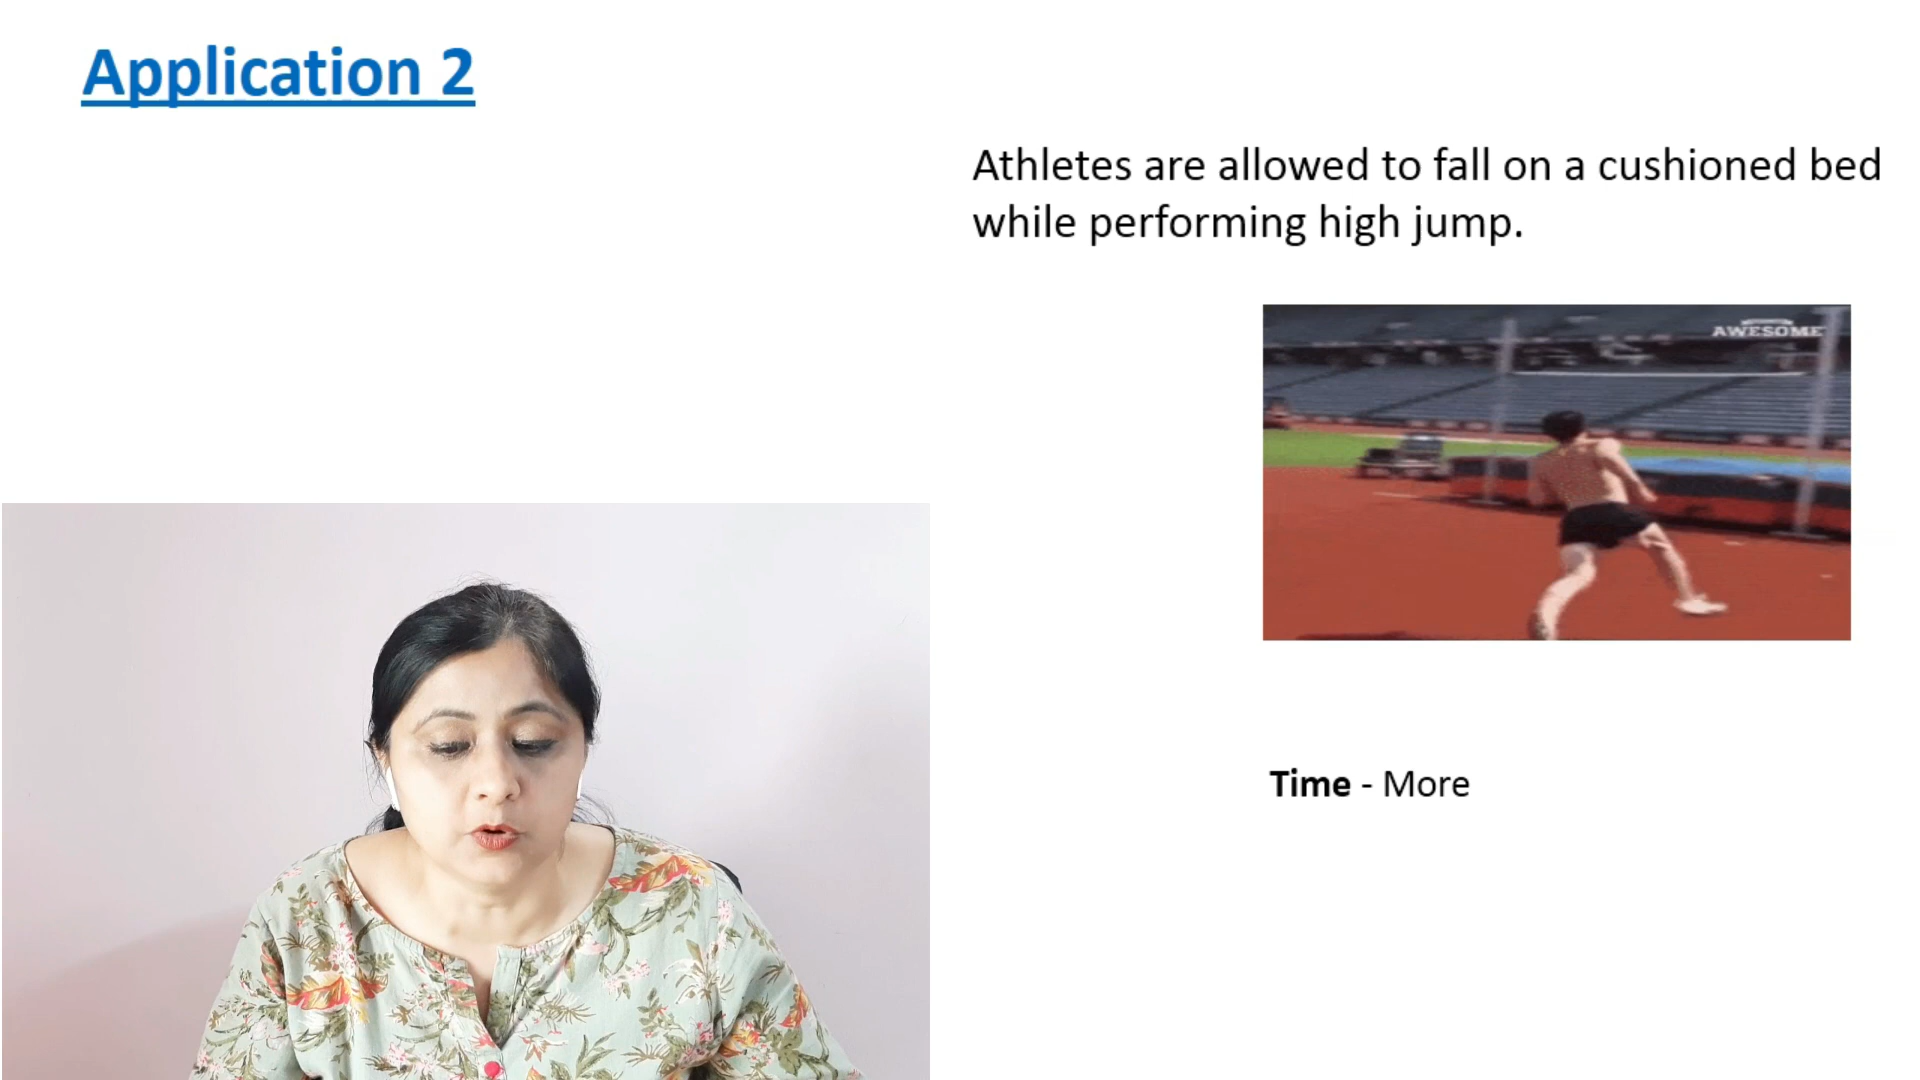 Application 2
Athletes are allowed to fall on a cushioned bed
while performing high jump.
AWESOME
Time - More